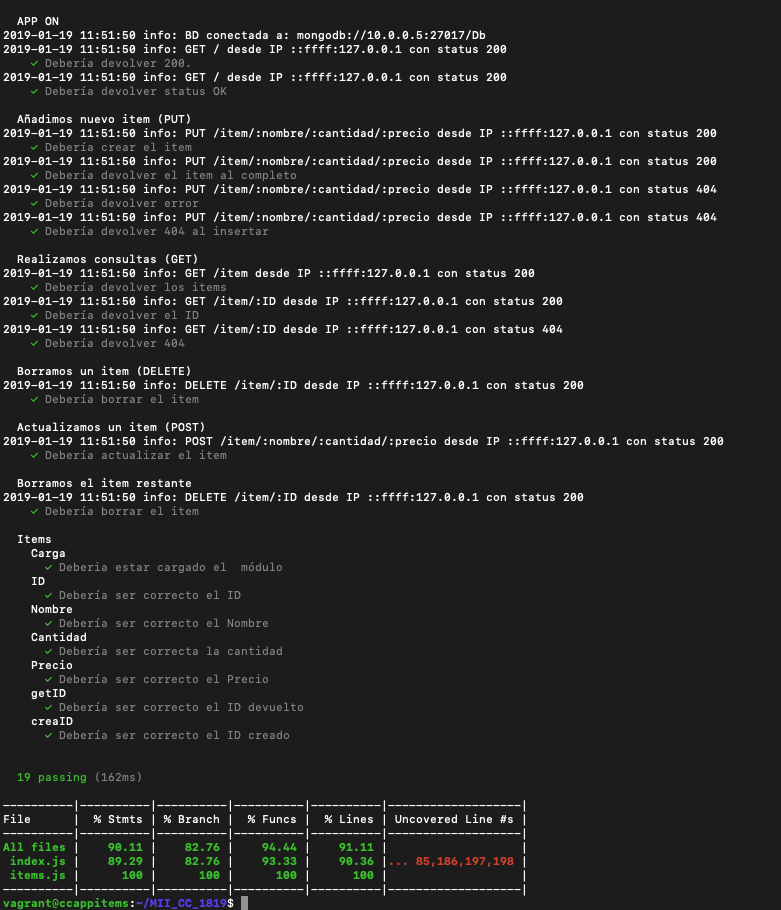 APP ON
2019-01-19 11:51:50 info: BD conectada a: mongodb://10.0.0.5:27017/Db
2019-01-19 11:51:50 info: GET / desde IP ::ffff:127.0.0.1 con status 200
✓ Debería devolver 200.
2019-01-19 11:51:50 info: GET / desde IP ::ffff:127.0.0.1 con status 200
✓ Debería devolver status OK
Añadimos nuevo item (PUT)
2019-01-19 11:51:50 info: PUT /item/:nombre/:cantidad/:precio desde IP ::ffff:127.0.0.1 con status 200
✓ Debería crear el item
2019-01-19 11:51:50 info: PUT /item/:nombre/:cantidad/:precio desde IP ::ffff:127.0.0.1 con status 200
✓ Debería devolver el item al completo
2019-01-19 11:51:50 info: PUT /item/:nombre/:cantidad/:precio desde IP ::ffff:127.0.0.1 con status 404
✓ Debería devolver error
2019-01-19 11:51:50 info: PUT /item/:nombre/:cantidad/:precio desde IP ::ffff:127.0.0.1 con status 404
✓ Debería devolver 404 al insertar
Realizamos consultas (GET)
2019-01-19 11:51:50 info: GET /item desde IP ::ffff:127.0.0.1 con status 200
✓ Debería devolver los items
2019-01-19 11:51:50 info: GET /item/:ID desde IP ::ffff:127.0.0.1 con status 200
✓ Debería devolver el ID
2019-01-19 11:51:50 info: GET /item/:ID desde IP ::ffff:127.0.0.1 con status 404
✓ Debería devolver 404
Borramos un item (DELETE)
2019-01-19 11:51:50 info: DELETE /item/:ID desde IP ::ffff:127.0.0.1 con status 200
✓ Debería borrar el item
Actualizamos un item (POST)
2019-01-19 11:51:50 info: POST /item/:nombre/:cantidad/:precio desde IP ::ffff:127.0.0.1 con status 200
✓ Debería actualizar el item
Borramos el item restante
2019-01-19 11:51:50 info: DELETE /item/:ID desde IP ::ffff:127.0.0.1 con status 200
✓ Debería borrar el item
Items
Carga
✓ Deberia estar cargado el  módulo
ID
✓ Debería ser correcto el ID
Nombre
✓ Debería ser correcto el Nombre
Cantidad
✓ Debería ser correcta la cantidad
Precio
✓ Debería ser correcto el Precio
getID
✓ Debería ser correcto el ID devuelto
creaID
✓ Debería ser correcto el ID creado
19 passing (162ms)
----------|----------|----------|----------|----------|-------------------|
File      |  % Stmts | % Branch |  % Funcs |  % Lines | Uncovered Line #s |
----------|----------|----------|----------|----------|-------------------|
All files |    90.11 |    82.76 |    94.44 |    91.11 |                   |
index.js |    89.29 |    82.76 |    93.33 |    90.36 |... 85,186,197,198 |
items.js |      100 |      100 |      100 |      100 |                   |
----------|----------|----------|----------|----------|-------------------|
vagrant@ccappitems:~/MII_CC_1819$